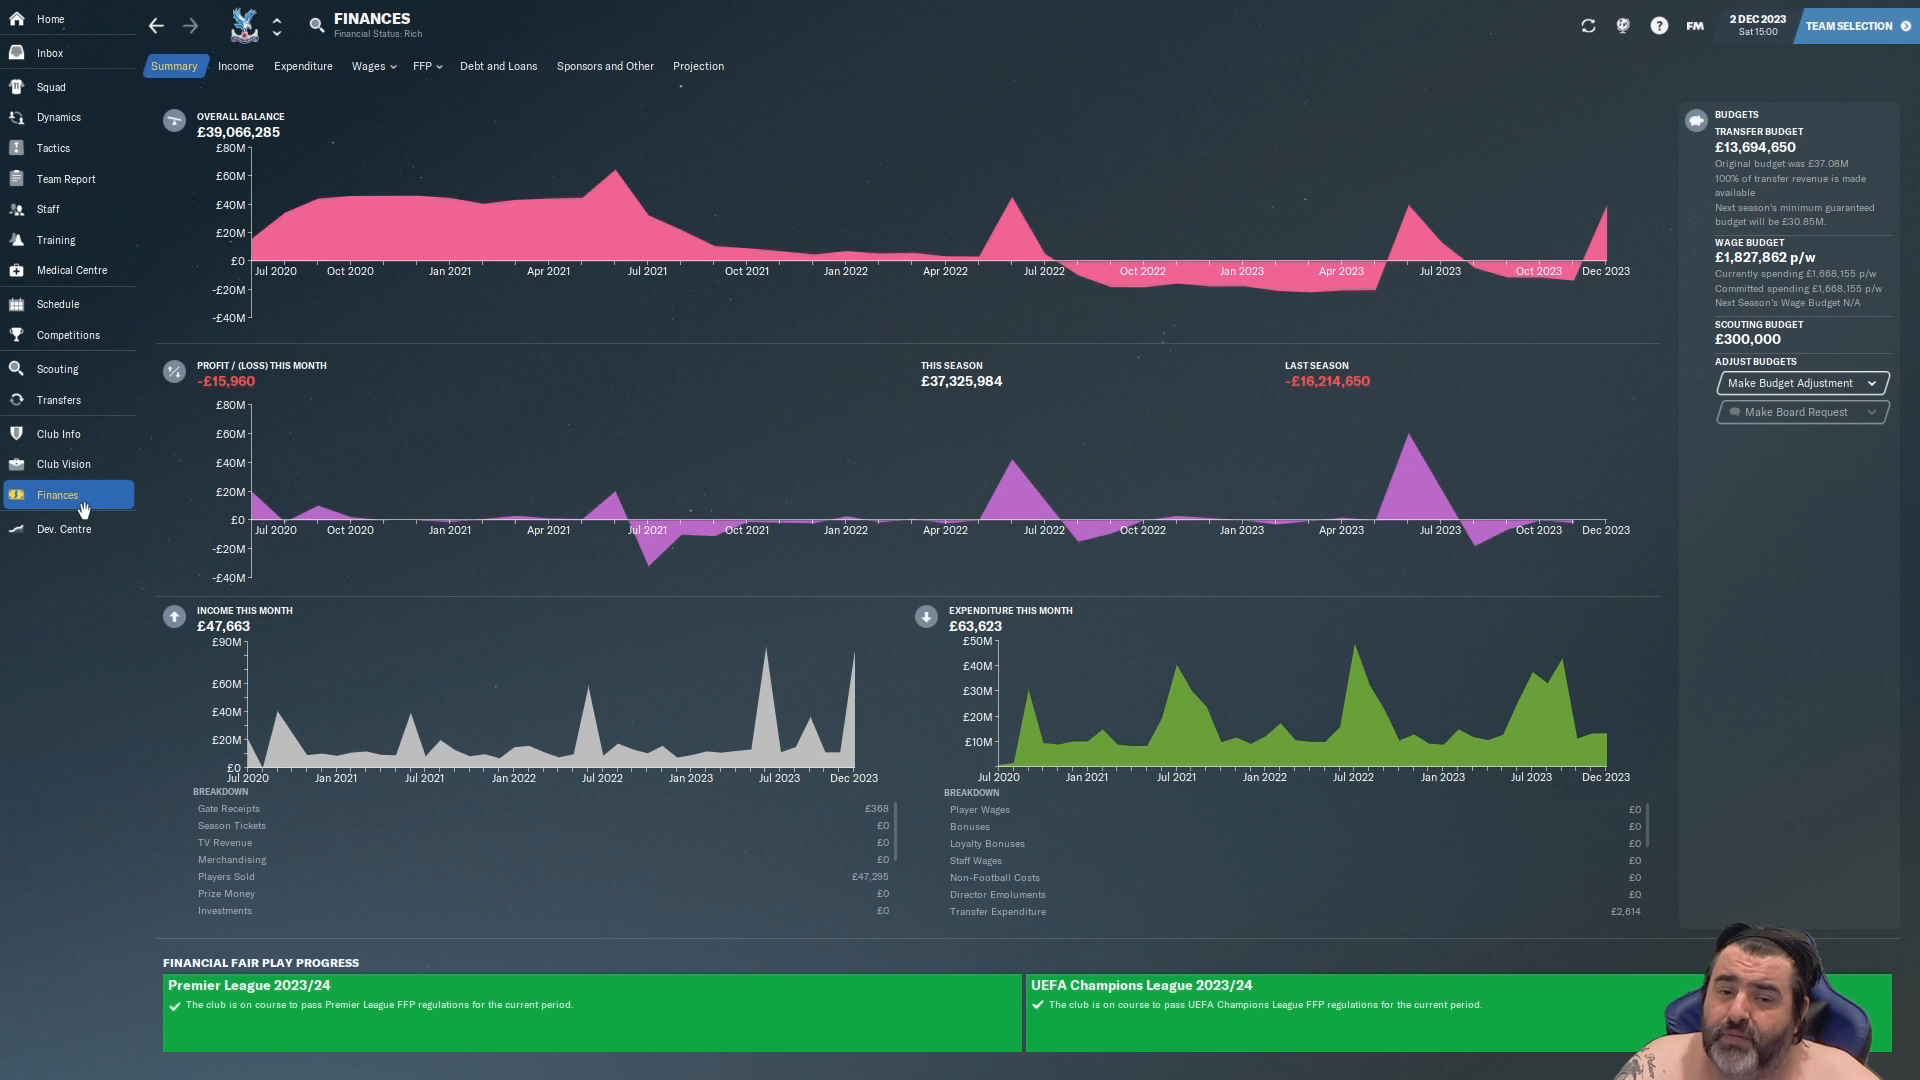 Home
Inbox
Squad
Dynamics
Tactics
Team Report
Staff
Training
Medical Centre
Schedule
Competitions
Scouting
Transfers
Club Info
Club Vision
Finances
Dev. Centre
FINANCES
Financial Status: Rich
?
FM
2 DEC 2023
Sat 15:00
TEAM SELECTION
Summary Income Expenditure Wages FFP Debt and Loans Sponsors and Other Projection
OVERALL BALANCE
£39,066,285
£80M
£60M
£40M
£20M
£0
-£20M
-£40M
Jul 2020 Oct 2020 Jan 2021 Apr 2021 Jul 2021 Oct 2021 Jan 2022 Apr 2022 Jul 2022 Oct 2022 Jan 2023 Apr 2023 Jul 2023 Oct 2023 Dec 2023
PROFIT / (LOSS) THIS MONTH
-£15,960
THIS SEASON
£37,325,984
LAST SEASON
-£16,214,650
£80M
£60M
£40M
£20M
£0
-£20M
-£40M
Jul 2020 Oct 2020 Jan 2021 Apr 2021 Jul 2021 Oct 2021 Jan 2022 Apr 2022 Jul 2022 Oct 2022 Jan 2023 Apr 2023 Jul 2023 Oct 2023 Dec 2023
INCOME THIS MONTH
£47,663
£90M
£60M
£40M
£20M
£0
Jul 2020 Jan 2021 Jul 2021 Jan 2022 Jul 2022 Jan 2023 Jul 2023 Dec 2023
BREAKDOWN
Gate Receipts £368
Season Tickets £0
TV Revenue £0
Merchandising £0
Players Sold £47,295
Prize Money £0
Investments £0
EXPENDITURE THIS MONTH
£63,623
£50M
£40M
£30M
£20M
£10M
Jul 2020 Jan 2021 Jul 2021 Jan 2022 Jul 2022 Jan 2023 Jul 2023 Dec 2023
BREAKDOWN
Player Wages £0
Bonuses £0
Loyalty Bonuses £0
Staff Wages £0
Non-Football Costs £0
Director Emoluments £0
Transfer Expenditure £2,614
BUDGETS
TRANSFER BUDGET
£13,694,650
Original budget was £37.08M
100% of transfer revenue is made
available
Next season's minimum guaranteed
budget will be £30.85M.
WAGE BUDGET
£1,827,862 p/w
Currently spending £1,668,155 p/w
Committed spending £1,668,155 p/w
Next Season's Wage Budget N/A
SCOUTING BUDGET
£300,000
ADJUST BUDGETS
Make Budget Adjustment
Make Board Request
FINANCIAL FAIR PLAY PROGRESS
Premier League 2023/24
The club is on course to pass Premier League FFP regulations for the current period.
UEFA Champions League 2023/24
The club is on course to pass UEFA Champions League FFP regulations for the current period.